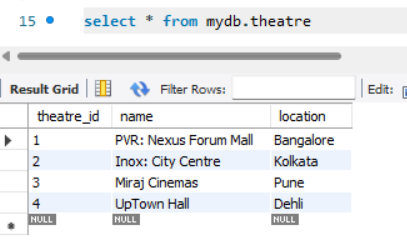 15 select * from mydb.theatre
Result Grid Filter Rows: Edit:
theatre_id name location
1 PVR: Nexus Forum Mall Bangalore
2 Inox: City Centre Kolkata
3 Miraj Cinemas Pune
4 UpTown Hall Dehli
NULL NULL NULL